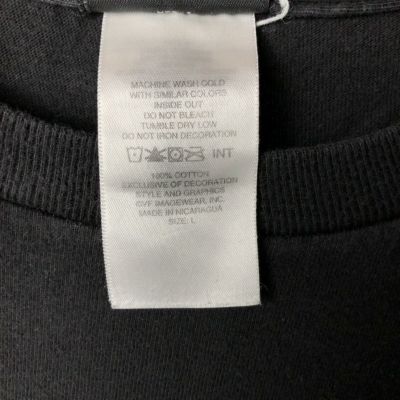 MACHINE WASH COLD
WITH SIMILAR COLORS
INSIDE OUT
DO NOT BLEACH
TUMBLE DRY LOW
DO NOT IRON DECORATION
INT
100% COTTON
EXCLUSIVE OF DECORATION
STYLE AND GRAPHICS
©VF IMAGEWEAR, INC.
MADE IN NICARAGUA
SIZE: L